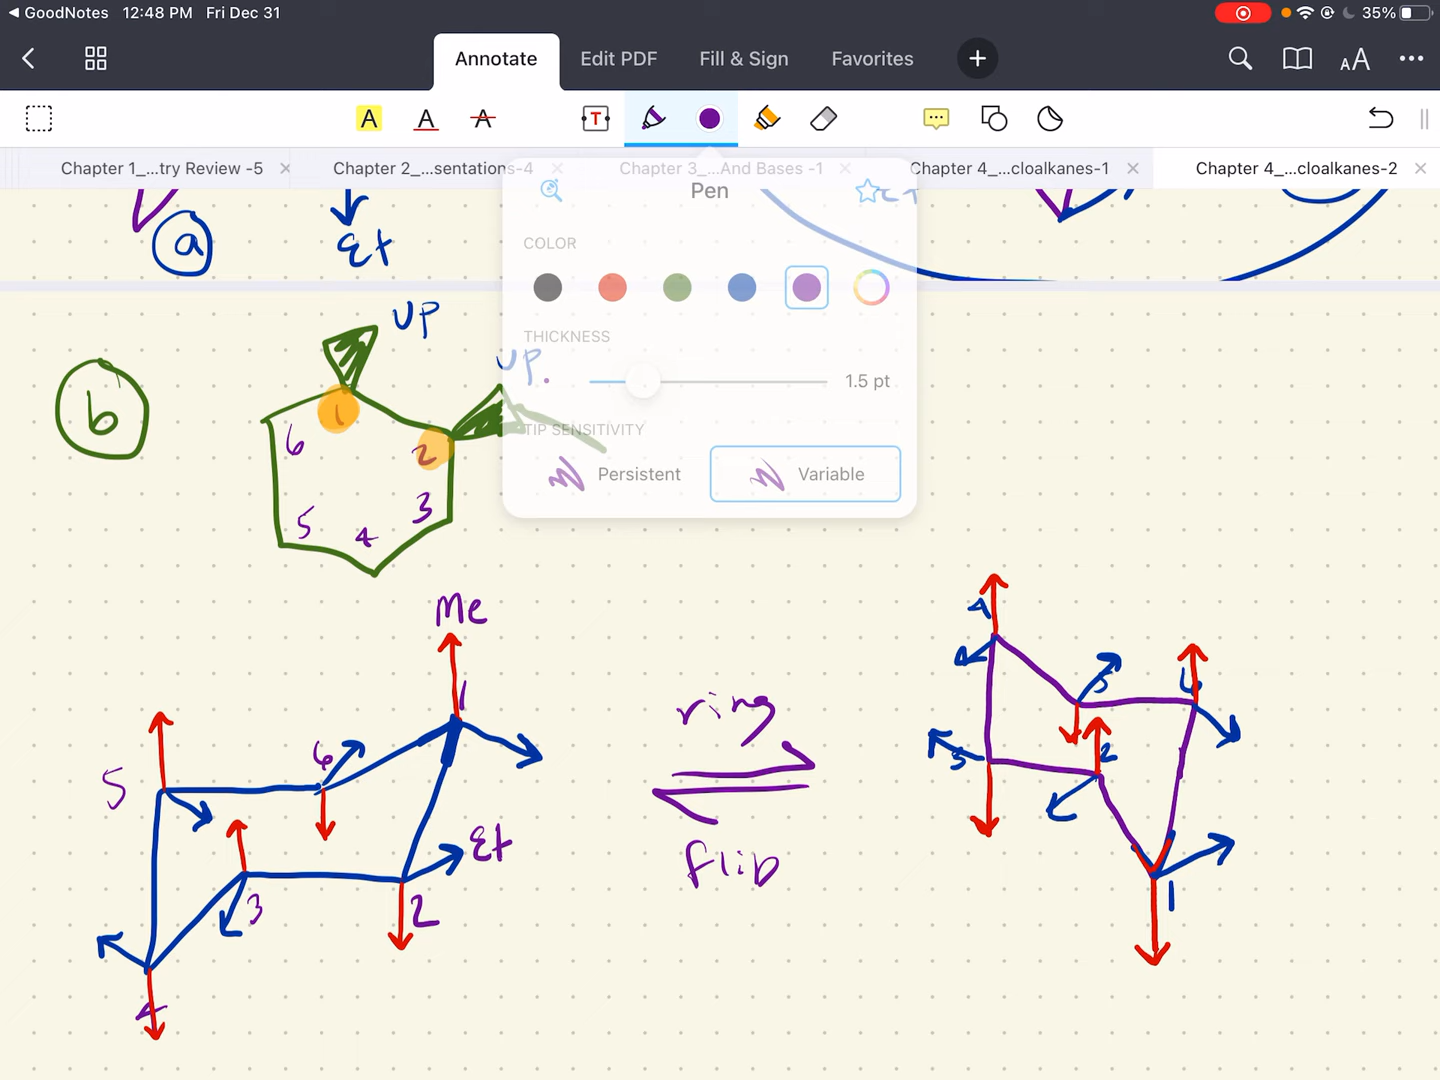 GoodNotes 12:48 PM Fri Dec 31 35%
Annotate Edit PDF Fill & Sign Favorites
A A A T
Chapter 1_...try Review -5 Chapter 2_...sentations-4 Chapter 3_...And Bases -1 Chapter 4_...cloalkanes-1 Chapter 4_...cloalkanes-2
Pen
a Et Et
COLOR
UP
THICKNESS
UP. 1.5 pt
b
1
6 2
TIP SENSITIVITY
Persistent Variable
3
5 4
Me
4
1
ring
5 6
6
5
2
3
Et
flip
3 2
1
4